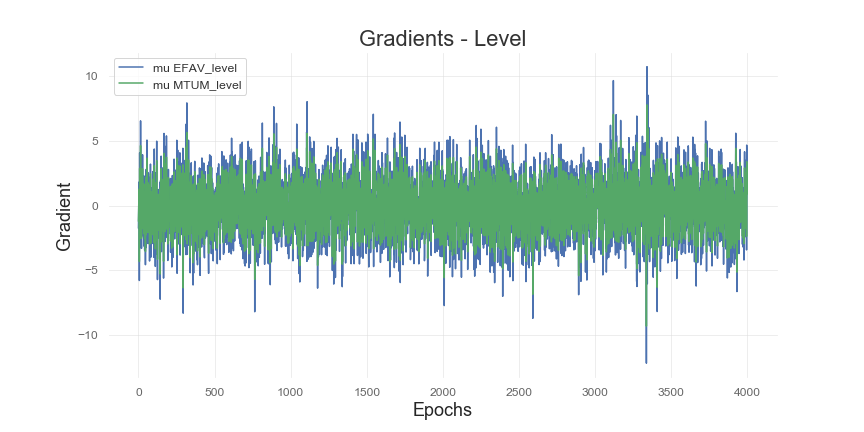 Gradients - Level
mu EFAV_level
mu MTUM_level
10
5
0
−5
−10
Gradient
0 500 1000 1500 2000 2500 3000 3500 4000
Epochs